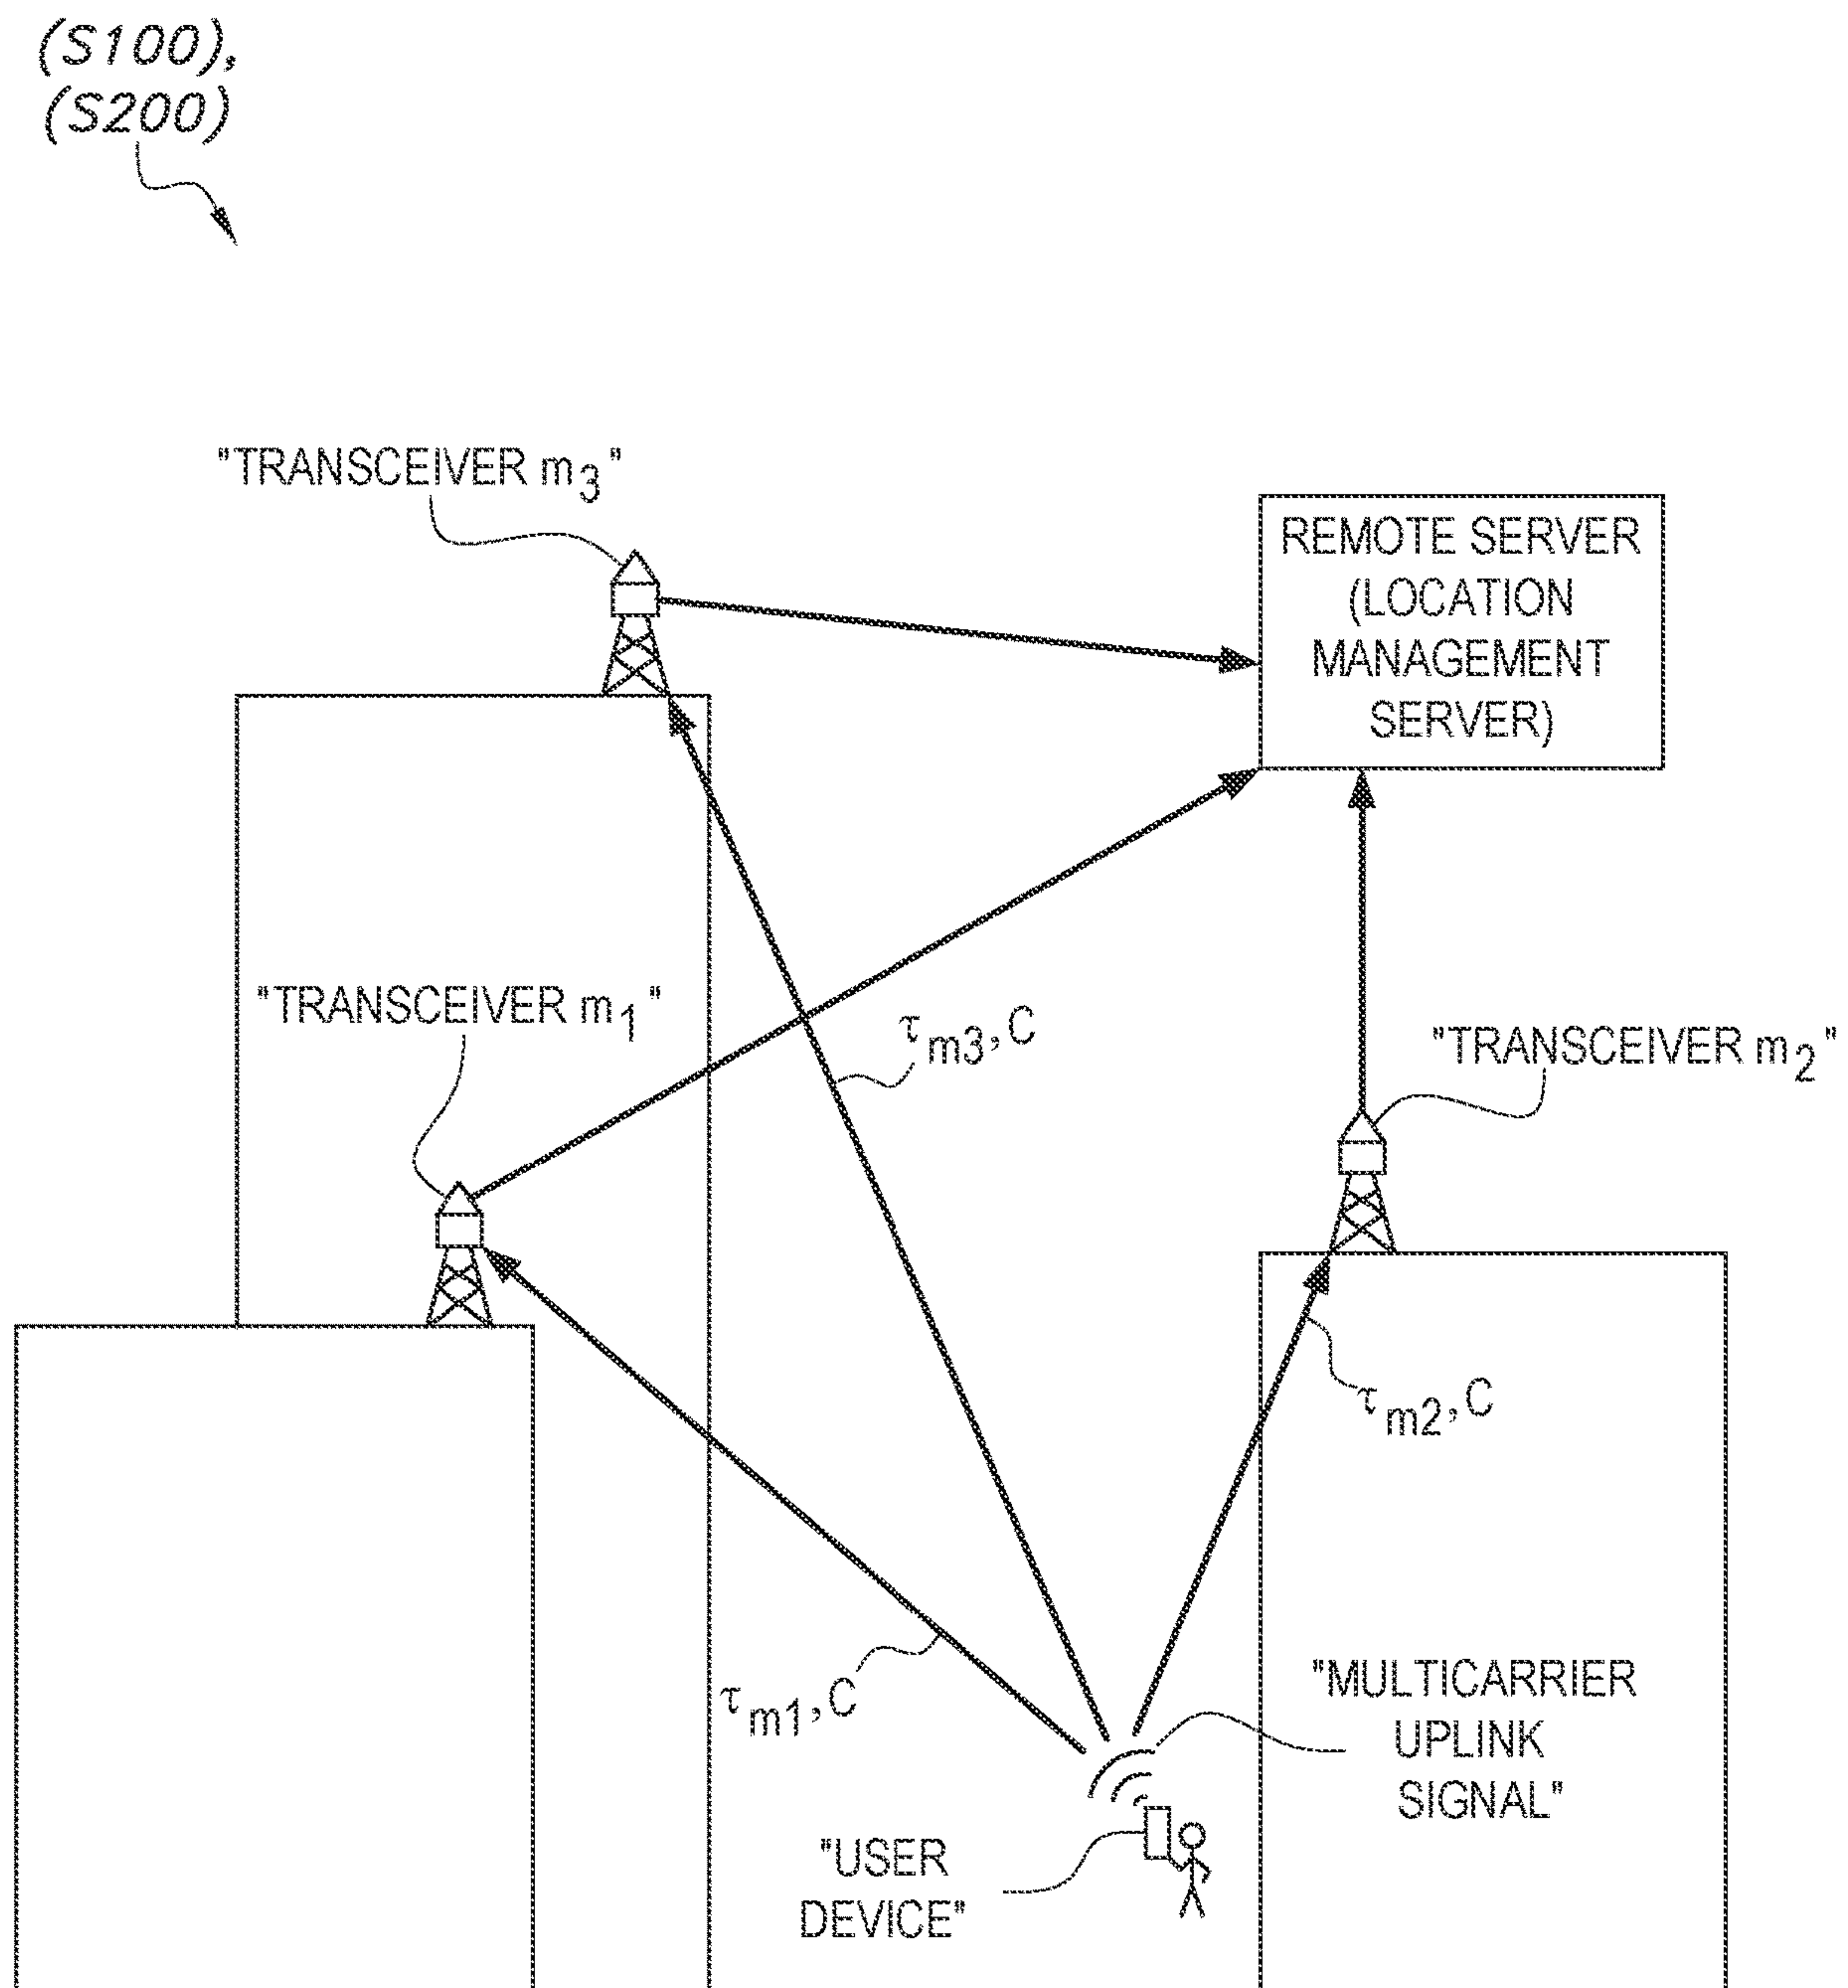 (S100),
(S200)
"TRANSCEIVER m3"
REMOTE SERVER
(LOCATION
MANAGEMENT
SERVER)
"TRANSCEIVER m1"
τm3,C
"TRANSCEIVER m2"
τm2,C
τm1,C
"MULTICARRIER
UPLINK
SIGNAL"
"USER
DEVICE"